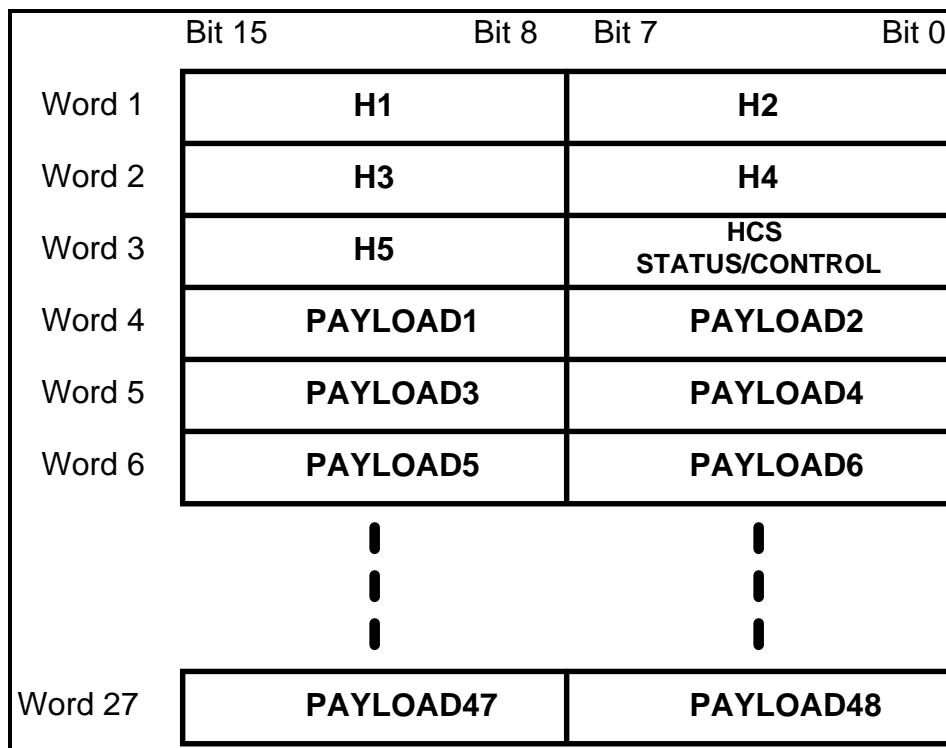 Bit 15 Bit 8 Bit 7 Bit 0
Word 1 H1 H2
Word 2 H3 H4
Word 3 H5 HCS
STATUS/CONTROL
Word 4 PAYLOAD1 PAYLOAD2
Word 5 PAYLOAD3 PAYLOAD4
Word 6 PAYLOAD5 PAYLOAD6
Word 27 PAYLOAD47 PAYLOAD48